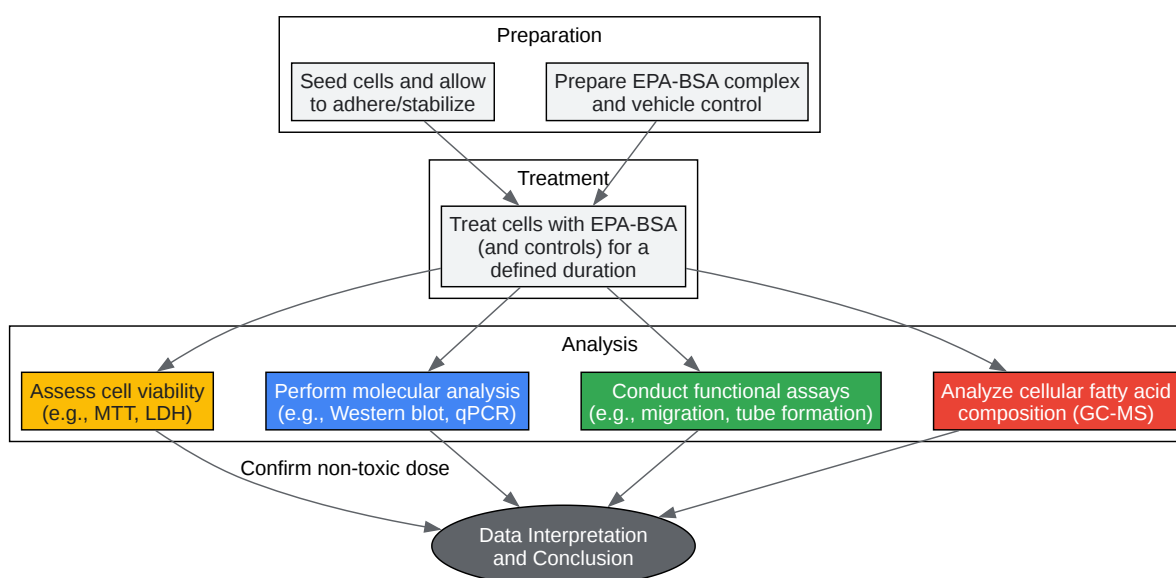 Preparation
Seed cells and allow
to adhere/stabilize
Prepare EPA-BSA complex
and vehicle control
Treatment
Treat cells with EPA-BSA
(and controls) for a
defined duration
Analysis
Assess cell viability
(e.g., MTT, LDH)
Perform molecular analysis
(e.g., Western blot, qPCR)
Conduct functional assays
(e.g., migration, tube formation)
Analyze cellular fatty acid
composition (GC-MS)
Confirm non-toxic dose
Data Interpretation
and Conclusion